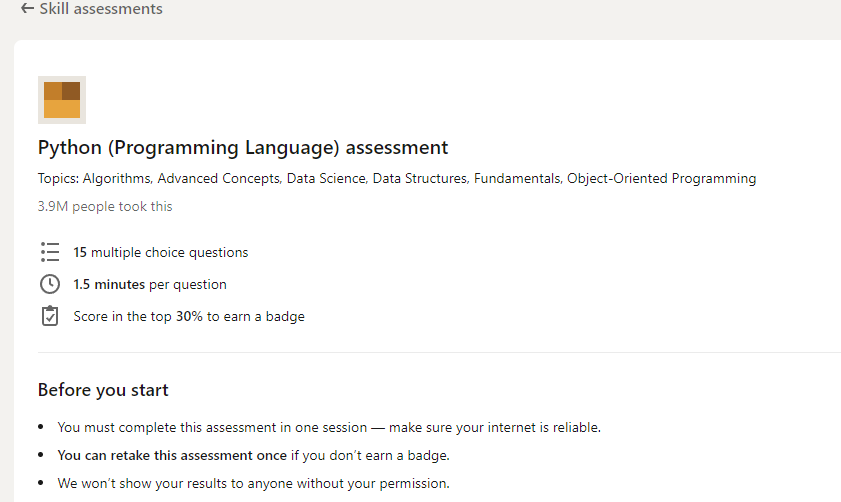 ← Skill assessments
Python (Programming Language) assessment
Topics: Algorithms, Advanced Concepts, Data Science, Data Structures, Fundamentals, Object-Oriented Programming
3.9M people took this
15 multiple choice questions
1.5 minutes per question
Score in the top 30% to earn a badge
Before you start
• You must complete this assessment in one session — make sure your internet is reliable.
• You can retake this assessment once if you don’t earn a badge.
• We won’t show your results to anyone without your permission.